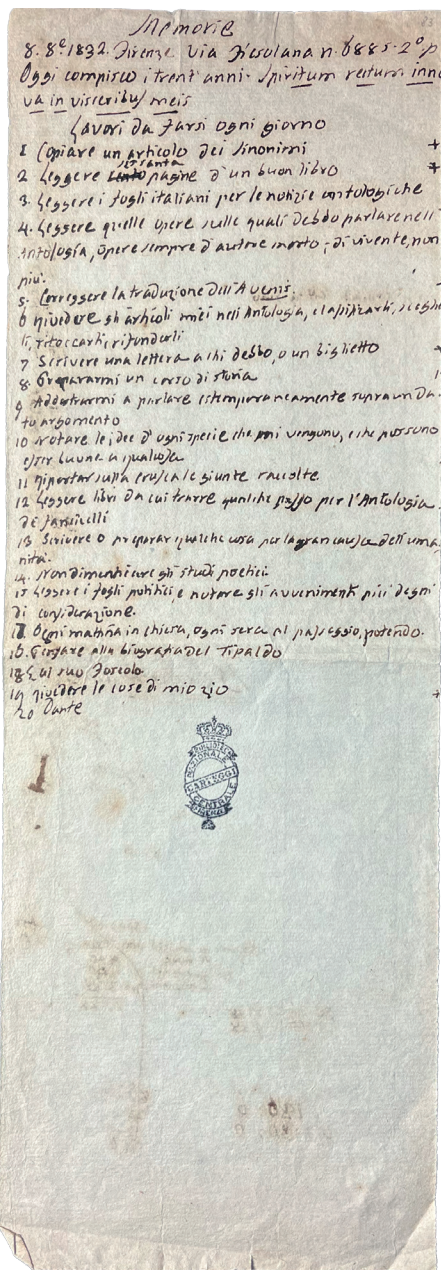 Memorie
8. 8.e 1832. Firenze via Fiesolana n. 6885. 2° p.
Oggi compisco i trent'anni. Spiritum rectum inno
va in visceribus meis
Lavori da farsi ogni giorno
1 Copiare un articolo dei sinonimi +
2 Leggere sessanta pagine d'un buon libro +
3. Leggere i fogli italiani per le notizie antologiche
4. Leggere quelle opere sulle quali debbo parlare nell'
Antologia, opere sempre d'autore morto; di vivente, non
più.
5. Correggere la traduzione dell'A
6 Rivedere gli articoli miei nell'Antologia, classificarli, sceglier
li, ritoccarli, rifonderli
7 Scrivere una lettera a chi debbo, o un biglietto
8 Prepararmi un corso di storia
9 Addestrarmi a parlare estemporaneamente sopra un da
to argomento
10 Notare le idee d'ogni specie che mi vengono, e che possono
esser buone a qualcosa
11 Riportar sulla crusca le giunte raccolte
12 Leggere libri da cui trarre qualche passo per l'Antologia
de' fanciulli
13 Scrivere o preparar qualche cosa per la gran causa dell'uma
nità.
14. Non dimenticare gli studi poetici
15 Leggere i fogli politici, e notare gli avvenimenti più degni
di considerazione.
17. Ogni mattina in chiesa, ogni sera al passeggio, potendo.
16. Pensare alla biografia del Tipaldo
18 E al suo Foscolo
19 Rivedere le cose di mio zio +
20 Dante
BIBLIOTECA
NAZIONALE
CARTEGGI
CENTRALE
FIRENZE